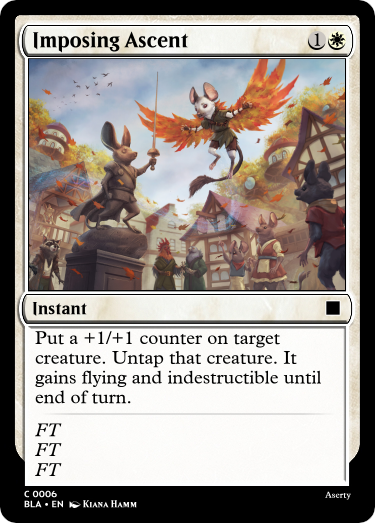 Imposing Ascent 1
Instant
Put a +1/+1 counter on target
creature. Untap that creature. It
gains flying and indestructible until
end of turn.
FT
FT
FT
C 0006
BLA • EN Kiana Hamm
Aserty